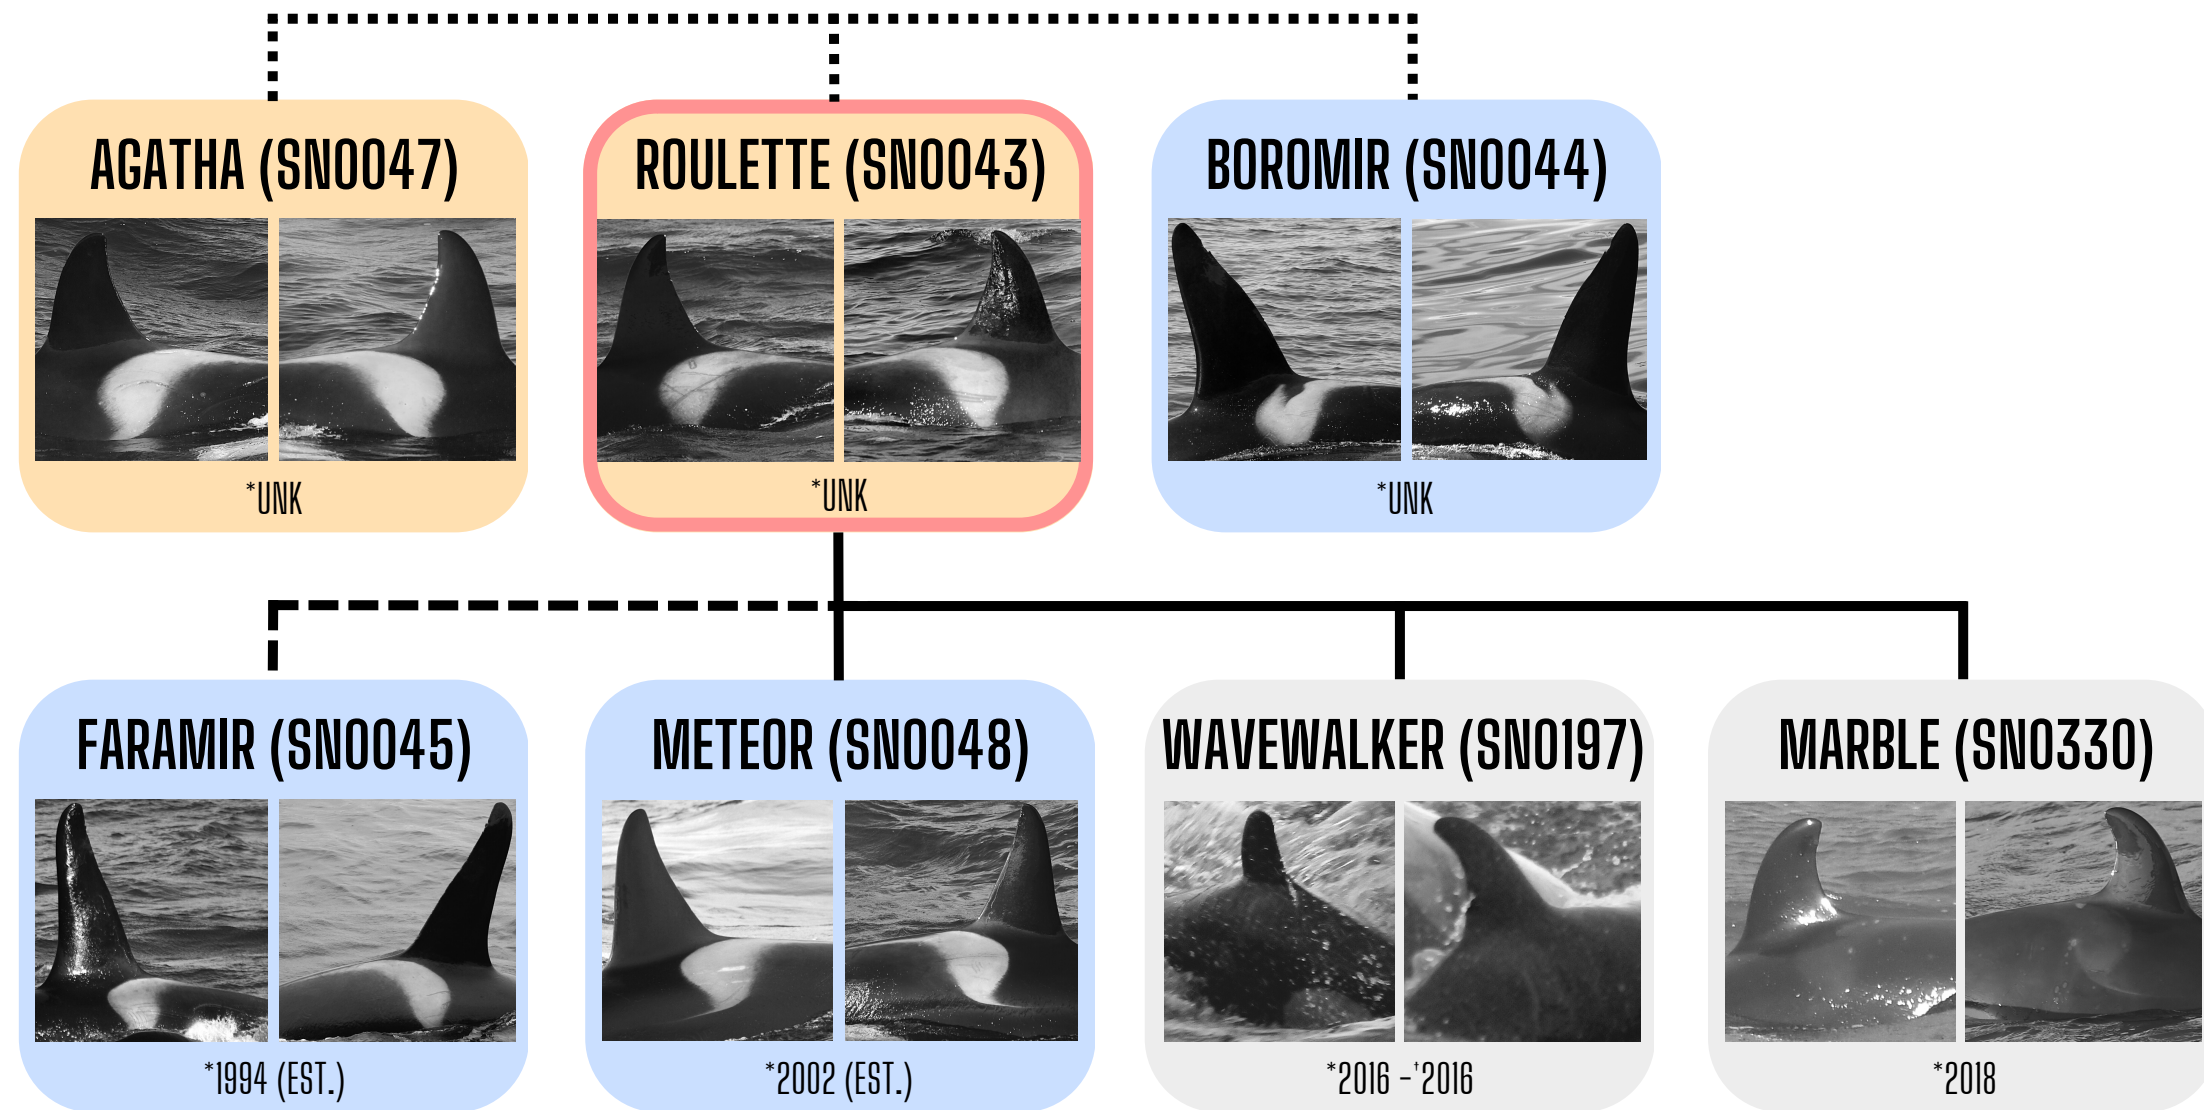 AGATHA (SN0047)
ROULETTE (SN0043)
BOROMIR (SN0044)
*UNK
*UNK
*UNK
FARAMIR (SN0045)
METEOR (SN0048)
WAVEWALKER (SN0197)
MARBLE (SN0330)
*1994 (EST.)
*2002 (EST.)
*2016 -†2016
*2018